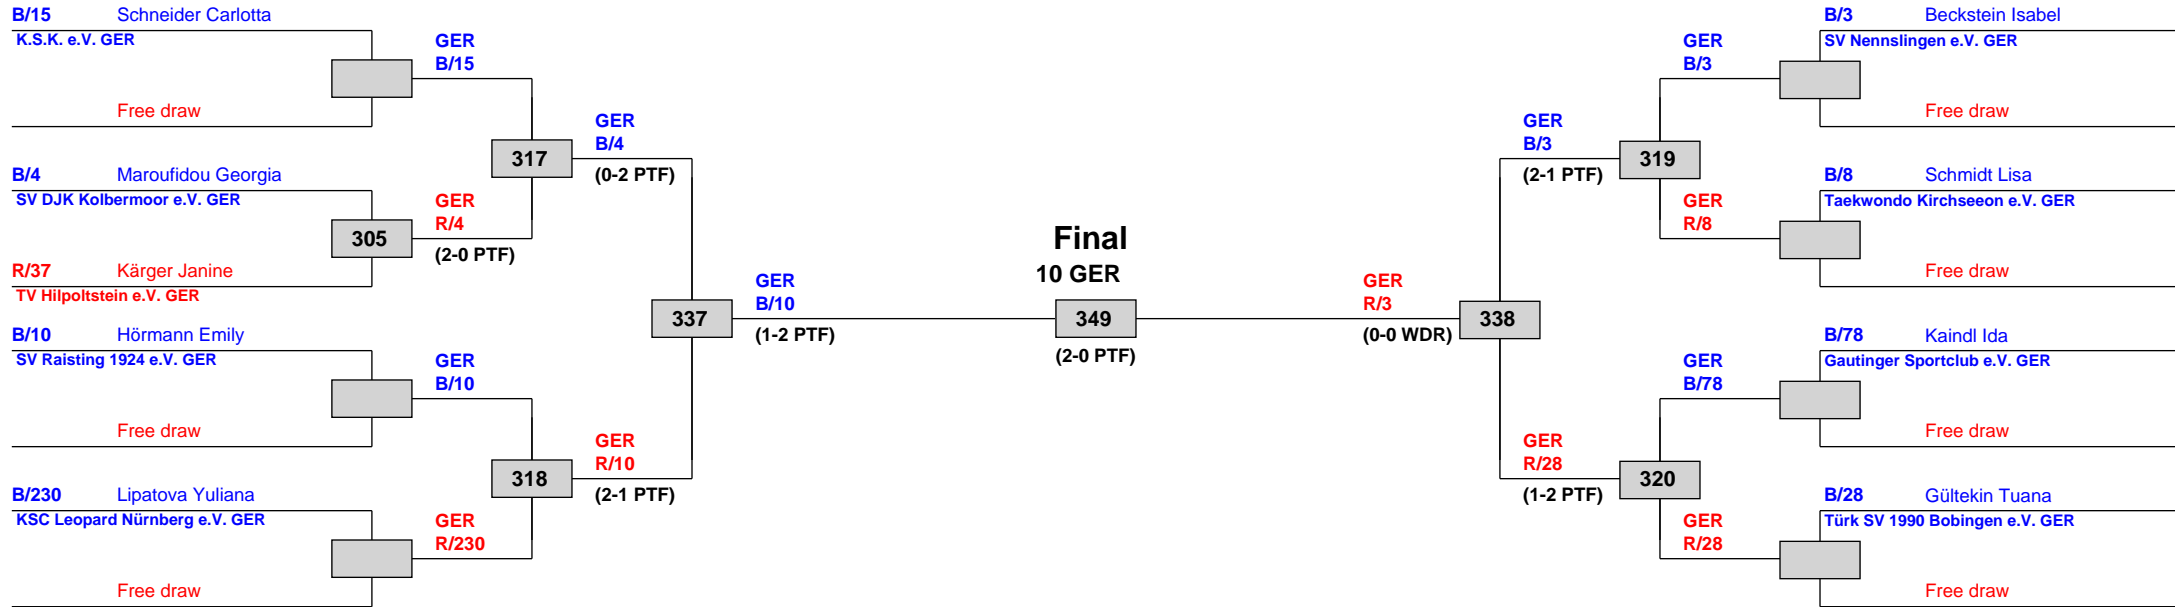 B/15 Schneider Carlotta
K.S.K. e.V. GER
Free draw
GER
B/15
B/4 Maroufidou Georgia
SV DJK Kolbermoor e.V. GER
305
R/37 Kärger Janine
TV Hilpoltstein e.V. GER
GER
R/4
(2-0 PTF)
317
GER
B/4
(0-2 PTF)
B/10 Hörmann Emily
SV Raisting 1924 e.V. GER
Free draw
GER
B/10
B/230 Lipatova Yuliana
KSC Leopard Nürnberg e.V. GER
Free draw
GER
R/230
318
GER
R/10
(2-1 PTF)
337
GER
B/10
(1-2 PTF)
Final
10 GER
349
(2-0 PTF)
GER
R/3
(0-0 WDR)
338
GER
B/3
(2-1 PTF)
319
GER
B/3
B/3 Beckstein Isabel
SV Nennslingen e.V. GER
Free draw
GER
R/8
B/8 Schmidt Lisa
Taekwondo Kirchseeon e.V. GER
Free draw
GER
R/28
(1-2 PTF)
320
GER
B/78
B/78 Kaindl Ida
Gautinger Sportclub e.V. GER
Free draw
GER
R/28
B/28 Gültekin Tuana
Türk SV 1990 Bobingen e.V. GER
Free draw